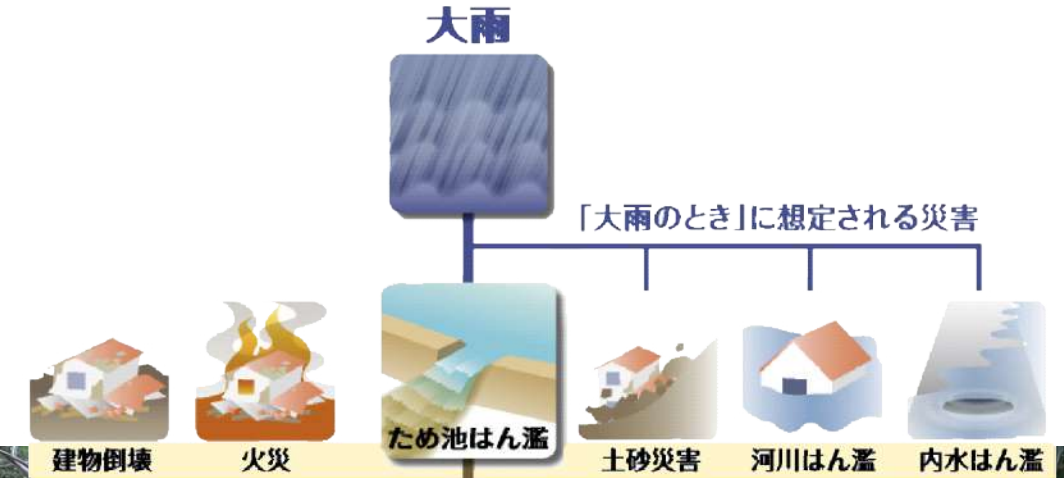 大雨
「大雨のとき」に想定される災害
建物倒壊
火災
ため池はん濫
土砂災害
河川はん濫
内水はん濫